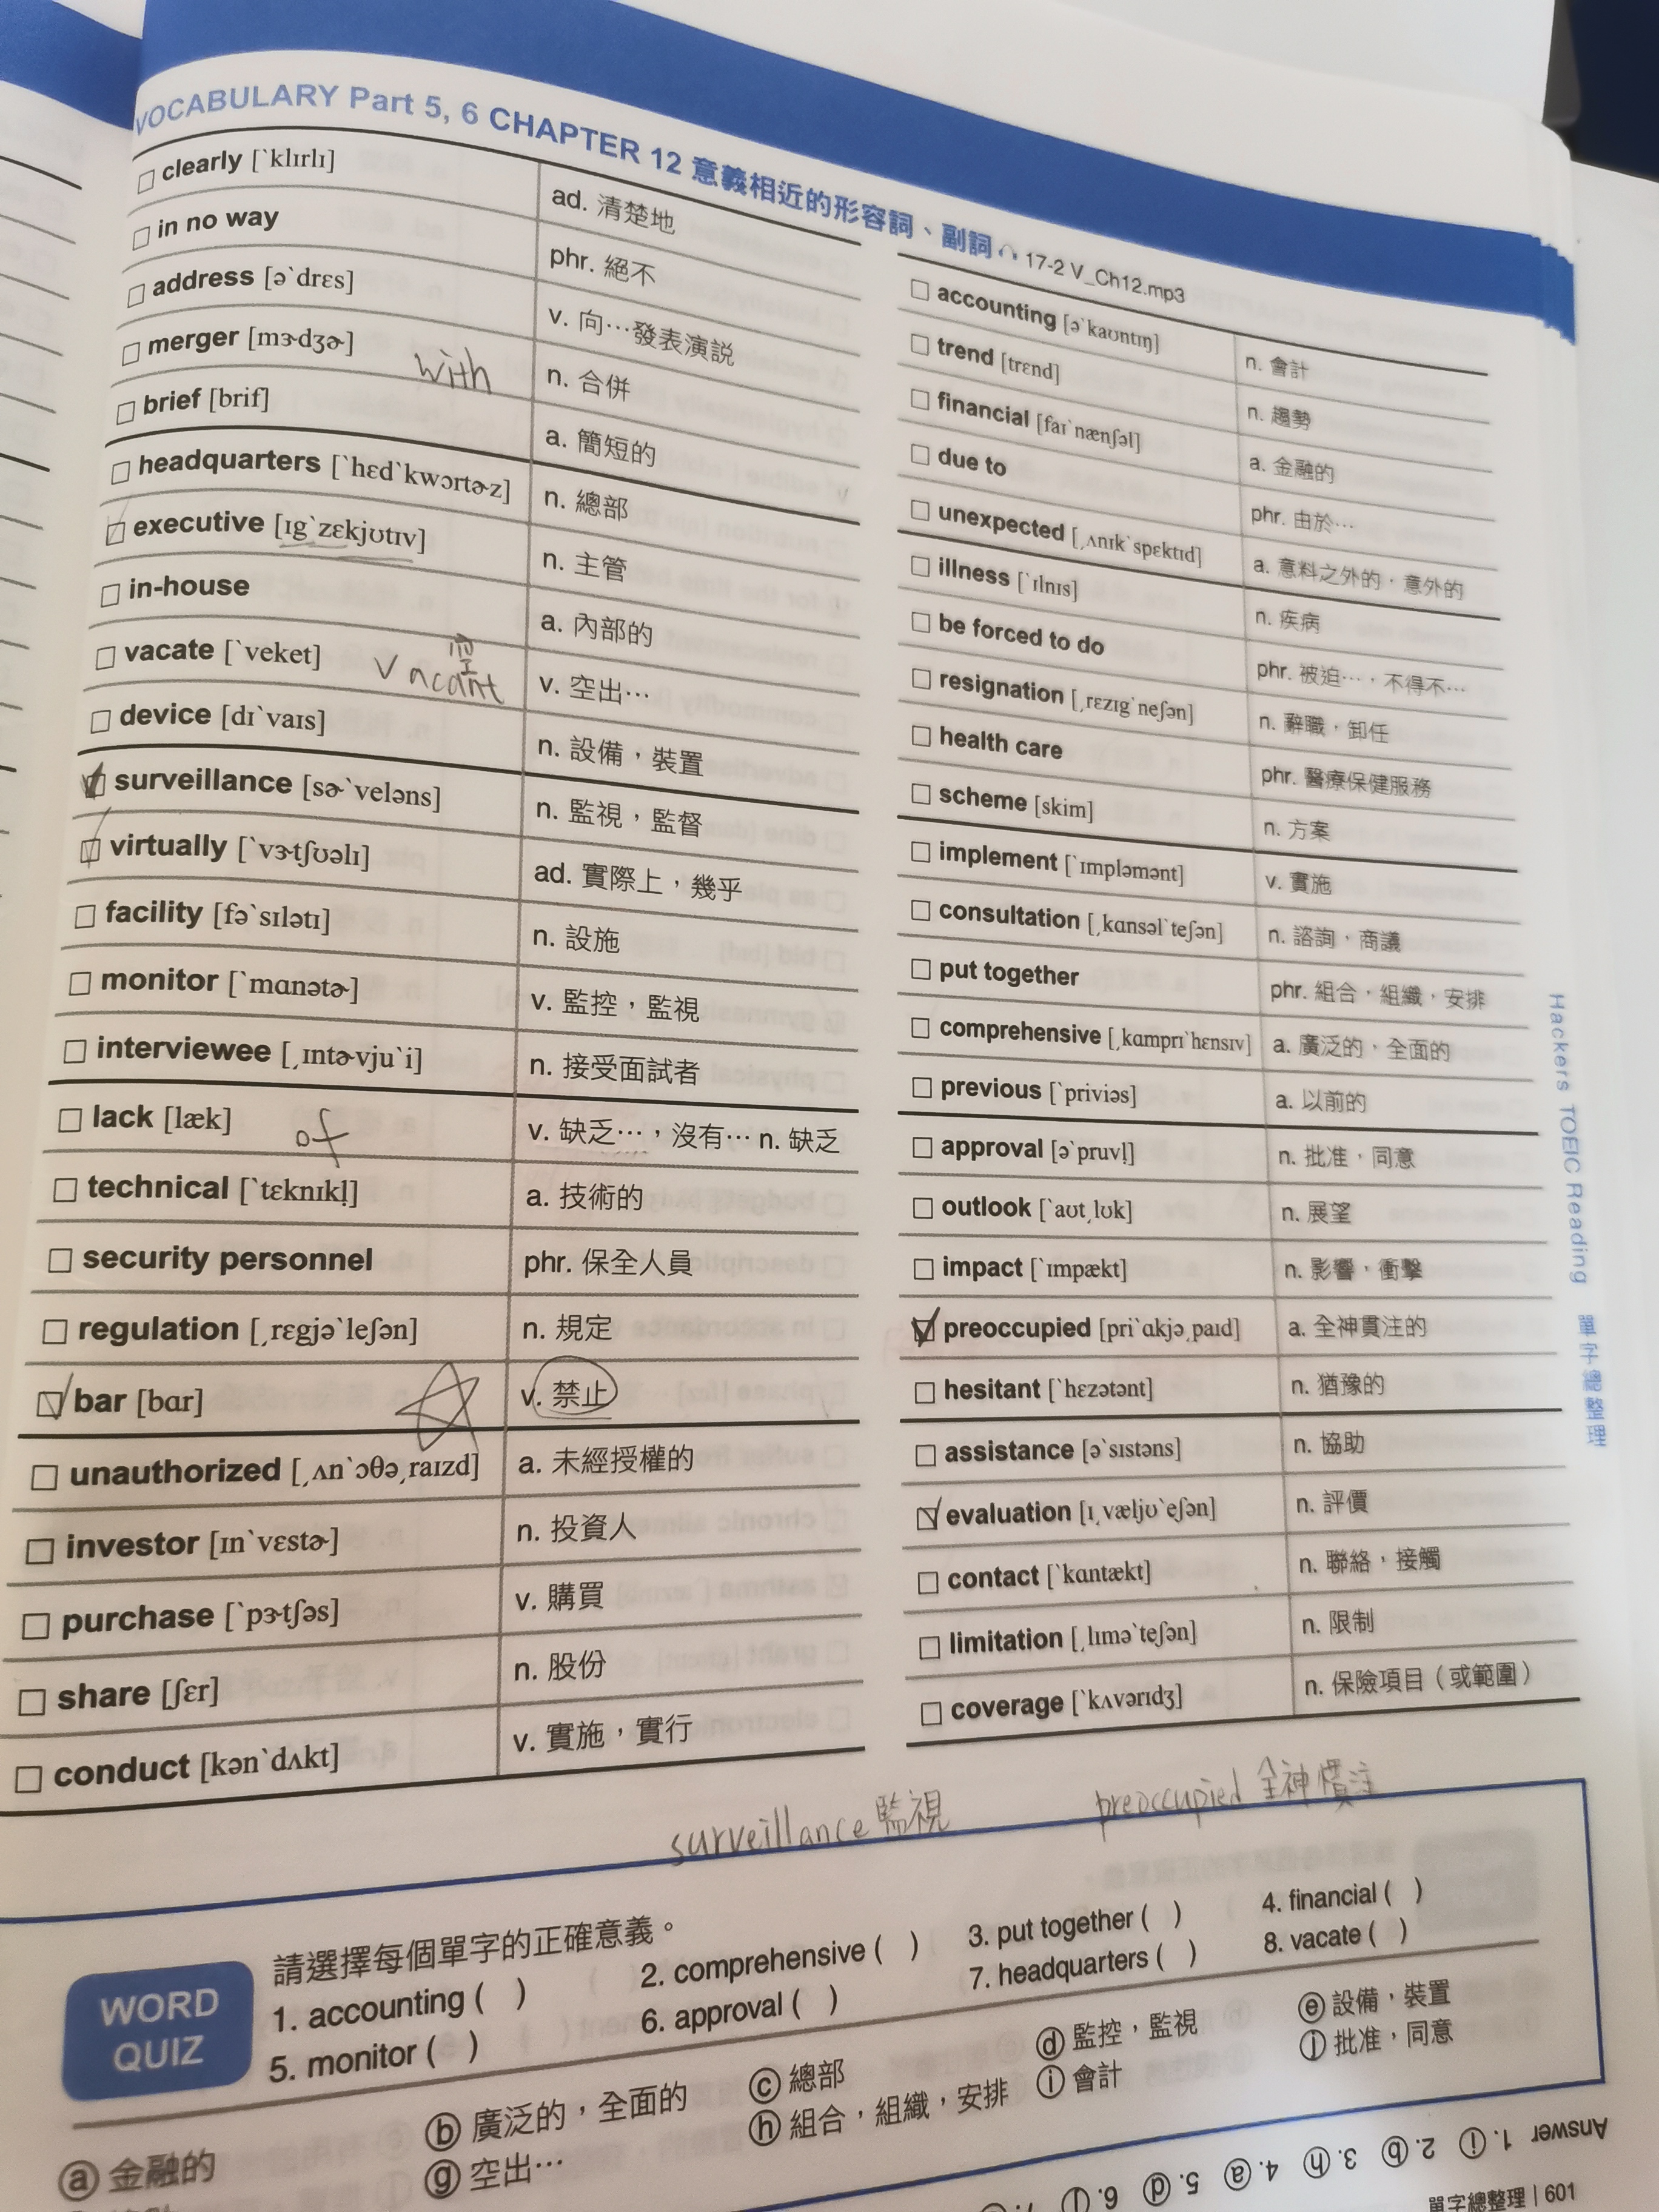 VOCABULARY Part 5, 6 CHAPTER 12 意義相近的形容詞、副詞 17-2 V_Ch12.mp3
clearly [ˋklɪrlɪ] ad. 清楚地
in no way phr. 絕不
address [əˋdrɛs] v. 向…發表演說
merger [mɝdʒɚ] with n. 合併
brief [brif] a. 簡短的
headquarters [ˋhɛdˋkwɔrtɚz] n. 總部
executive [ɪgˋzɛkjʊtɪv] n. 主管
in-house a. 內部的
vacate [ˋveket] vacant 空 v. 空出…
device [dɪˋvaɪs] n. 設備，裝置
surveillance [sɚˋveləns] n. 監視，監督
virtually [ˋvɝtʃʊəlɪ] ad. 實際上，幾乎
facility [fəˋsɪlətɪ] n. 設施
monitor [ˋmɑnətɚ] v. 監控，監視
interviewee [ˏɪntɚvjuˋi] n. 接受面試者
lack [læk] of v. 缺乏…，沒有… n. 缺乏
technical [ˋtɛknɪkl̩] a. 技術的
security personnel phr. 保全人員
regulation [ˏrɛgjəˋleʃən] n. 規定
bar [bɑr] v. 禁止
unauthorized [ˏʌnˋɔθəˏraɪzd] a. 未經授權的
investor [ɪnˋvɛstɚ] n. 投資人
purchase [ˋpɝtʃəs] v. 購買
share [ʃɛr] n. 股份
conduct [kənˋdʌkt] v. 實施，實行
accounting [əˋkaʊntɪŋ] n. 會計
trend [trɛnd] n. 趨勢
financial [faɪˋnænʃəl] a. 金融的
due to phr. 由於…
unexpected [ˏʌnɪkˋspɛktɪd] a. 意料之外的，意外的
illness [ˋɪlnɪs] n. 疾病
be forced to do phr. 被迫…，不得不…
resignation [ˏrɛzɪgˋneʃən] n. 辭職，卸任
health care phr. 醫療保健服務
scheme [skim] n. 方案
implement [ˋɪmpləmənt] v. 實施
consultation [ˏkɑnsəlˋteʃən] n. 諮詢，商議
put together phr. 組合，組織，安排
comprehensive [ˏkɑmprɪˋhɛnsɪv] a. 廣泛的，全面的
previous [ˋpriviəs] a. 以前的
approval [əˋpruvl̩] n. 批准，同意
outlook [ˋaʊtˏlʊk] n. 展望
impact [ˋɪmpækt] n. 影響，衝擊
preoccupied [priˋɑkjəˏpaɪd] a. 全神貫注的
hesitant [ˋhɛzətənt] n. 猶豫的
assistance [əˋsɪstəns] n. 協助
evaluation [ɪˏvæljʊˋeʃən] n. 評價
contact [ˋkɑntækt] n. 聯絡，接觸
limitation [ˏlɪməˋteʃən] n. 限制
coverage [ˋkʌvərɪdʒ] n. 保險項目（或範圍）
Hackers TOEIC Reading 單字總整理
surveillance 監視 preoccupied 全神慣注
WORD QUIZ
請選擇每個單字的正確意義。
1. accounting ( ) 2. comprehensive ( ) 3. put together ( ) 4. financial ( )
5. monitor ( ) 6. approval ( ) 7. headquarters ( ) 8. vacate ( )
ⓐ 金融的 ⓑ 廣泛的，全面的 ⓒ 總部 ⓓ 監控，監視 ⓔ 設備，裝置
ⓖ 空出… ⓗ 組合，組織，安排 ⓘ 會計 ⓙ 批准，同意
Answer 1. ⓘ 2. ⓑ 3. ⓗ 4. ⓐ 5. ⓓ 6. ⓙ 7.
單字總整理 | 601